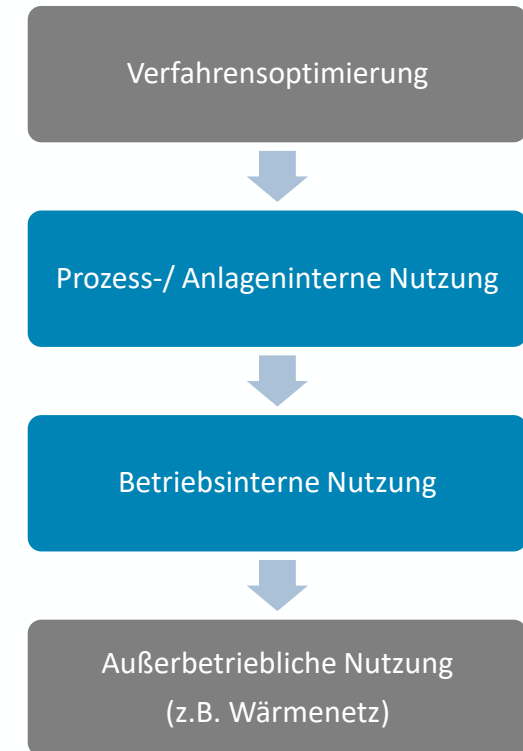 Verfahrensoptimierung
Prozess-/ Anlageninterne Nutzung
Betriebsinterne Nutzung
Außerbetriebliche Nutzung
(z.B. Wärmenetz)